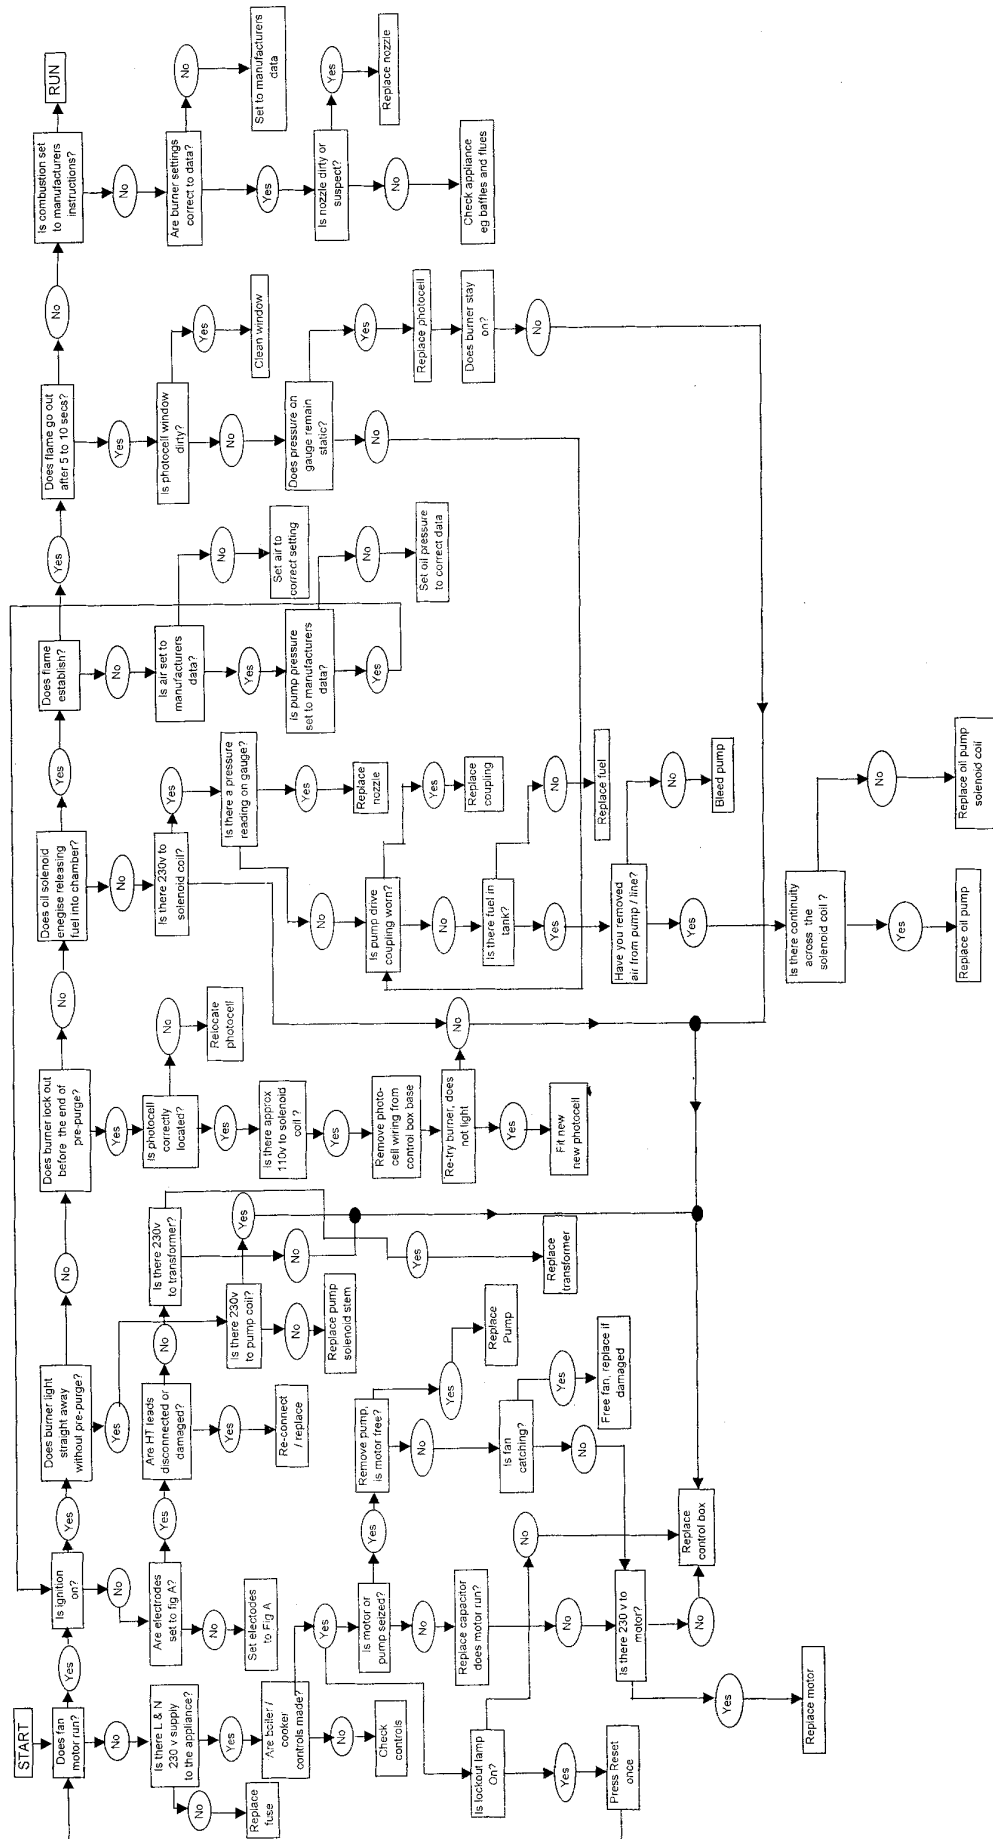 START
Does fan
motor run?
Yes
No
Is there L & N
230 v supply
to the appliance?
No
Replace
fuse
Yes
Are boiler /
cooker
controls made?
No
Check
controls
Yes
Is lockout lamp
On?
Yes
Press Reset
once
No
Is motor or
pump seized?
No
Replace capacitor
does motor run?
No
Is there 230 v to
motor?
Yes
Replace motor
No
Replace
control box
Yes
Remove pump,
is motor free?
Yes
Replace
Pump
No
Is fan
catching?
Yes
Free fan, replace if
damaged
No
Is ignition
on?
Yes
No
Are electrodes
set to fig A?
No
Set electodes
to Fig A
Yes
Are HT leads
disconnected or
damaged?
Yes
Re-connect
/ replace
No
Is there 230v
to transformer?
No
Yes
Replace
transformer
Does burner light
straight away
without pre-purge?
No
Yes
Is there 230v
to pump coil?
Yes
No
Replace pump
solenoid stem
Does burner lock out
before the end of
pre-purge?
No
Yes
Is photocell
correctly
located?
No
Relocate
photocell
Yes
Is there approx
110v to solenoid
coil ?
Yes
Remove photo-
cell wiring from
control box base
Re-try burner, does
not light
No
Yes
Fit new
new photocell
Does oil solenoid
enegise releasing
fuel into chamber?
Yes
No
Is there 230v to
solenoid coil?
Yes
Is there a pressure
reading on gauge?
Yes
Replace
nozzle
No
Is pump drive
coupling worn?
Yes
Replace
couping
No
Is there fuel in
tank?
No
Replace fuel
Yes
Have you removed
air from pump / line?
No
Bleed pump
Yes
Is there continuity
across the
solenoid coil ?
No
Replace oil pump
solenoid coil
Yes
Replace oil pump
Does flame
establish?
Yes
No
Is air set to
manufacturers
data?
No
Set air to
correct setting
Yes
is pump pressure
set to manufacturers
data?
No
Set oil pressure
to correct data
Yes
Does flame go out
after 5 to 10 secs?
No
Yes
Is photocell window
dirty?
Yes
Clean window
No
Does pressure on
gauge remain
static?
Yes
Replace photocell
Does burner stay
on?
No
No
Is combustion set
to manufacturers
instructions?
RUN
No
Are burner settings
correct to data?
No
Set to manufacturers
data
Yes
Is nozzle dirty or
suspect?
Yes
Replace nozzle
No
Check appliance
eg baffles and flues